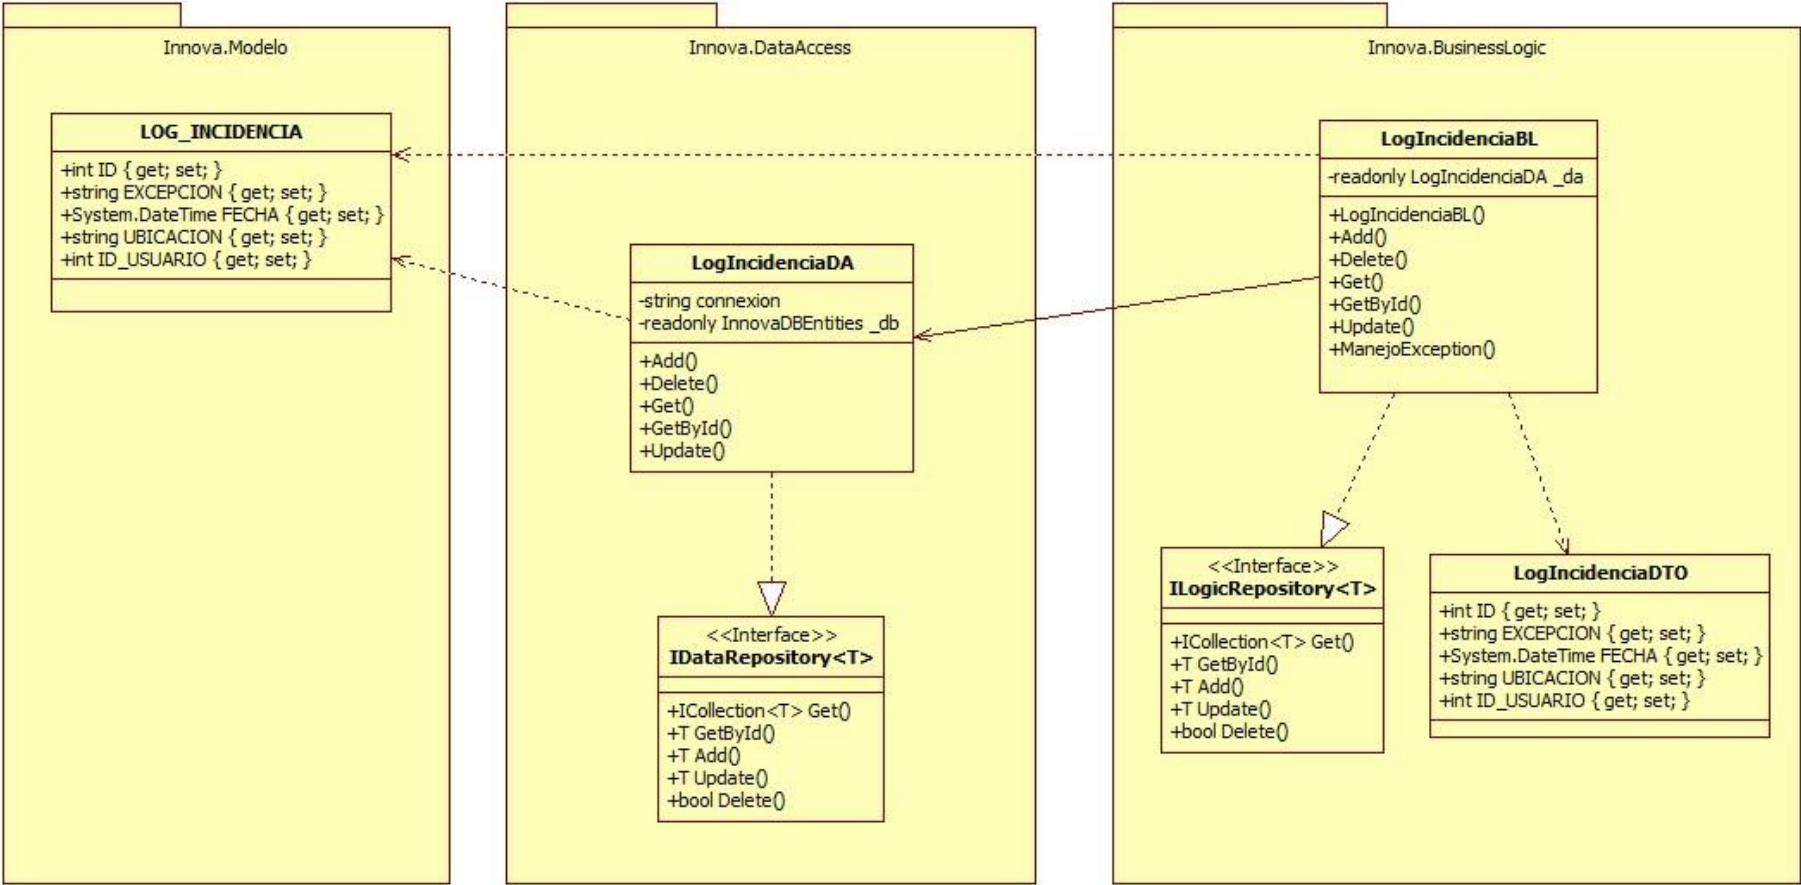 Innova.Modelo
LOG_INCIDENCIA
+int ID { get; set; }
+string EXCEPCION { get; set; }
+System.DateTime FECHA { get; set; }
+string UBICACION { get; set; }
+int ID_USUARIO { get; set; }
Innova.DataAccess
LogIncidenciaDA
-string connexion
-readonly InnovaDBEntities _db
+Add()
+Delete()
+Get()
+GetById()
+Update()
<<Interface>>
IDataRepository<T>
+ICollection<T> Get()
+T GetById()
+T Add()
+T Update()
+bool Delete()
Innova.BusinessLogic
LogIncidenciaBL
-readonly LogIncidenciaDA _da
+LogIncidenciaBL()
+Add()
+Delete()
+Get()
+GetById()
+Update()
+ManejoException()
<<Interface>>
ILogicRepository<T>
+ICollection<T> Get()
+T GetById()
+T Add()
+T Update()
+bool Delete()
LogIncidenciaDTO
+int ID { get; set; }
+string EXCEPCION { get; set; }
+System.DateTime FECHA { get; set; }
+string UBICACION { get; set; }
+int ID_USUARIO { get; set; }